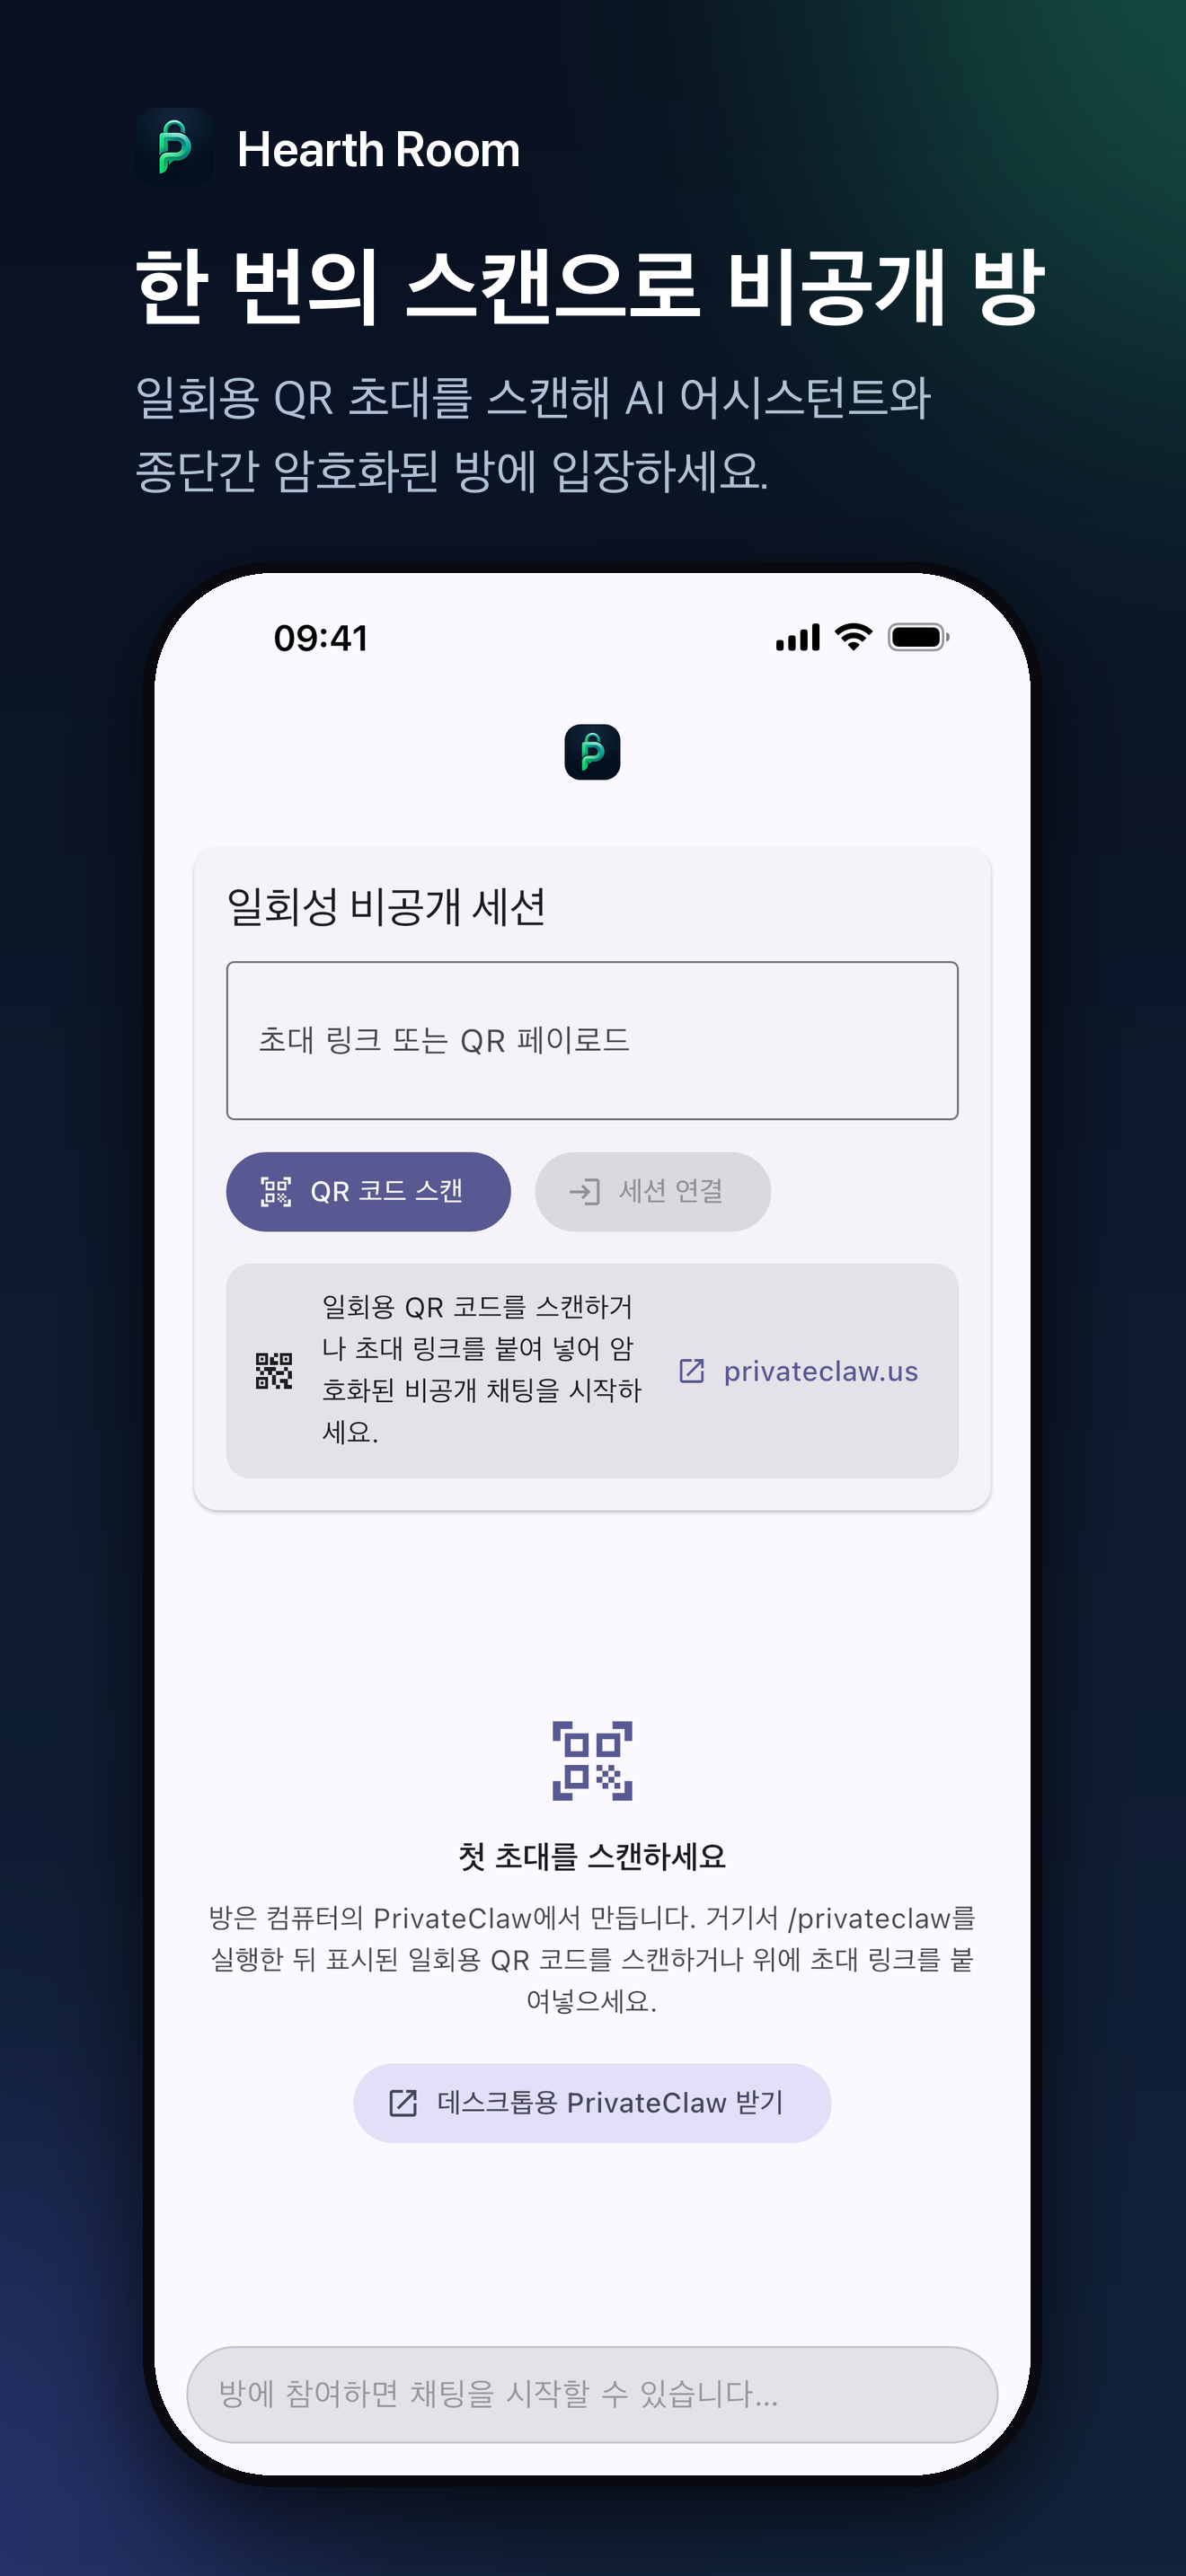 Hearth Room
한 번의 스캔으로 비공개 방
일회용 QR 초대를 스캔해 AI 어시스턴트와
종단간 암호화된 방에 입장하세요.
09:41
일회성 비공개 세션
초대 링크 또는 QR 페이로드
QR 코드 스캔
세션 연결
일회용 QR 코드를 스캔하거
나 초대 링크를 붙여 넣어 암
호화된 비공개 채팅을 시작하
세요.
privateclaw.us
첫 초대를 스캔하세요
방은 컴퓨터의 PrivateClaw에서 만듭니다. 거기서 /privateclaw를
실행한 뒤 표시된 일회용 QR 코드를 스캔하거나 위에 초대 링크를 붙
여넣으세요.
데스크톱용 PrivateClaw 받기
방에 참여하면 채팅을 시작할 수 있습니다...